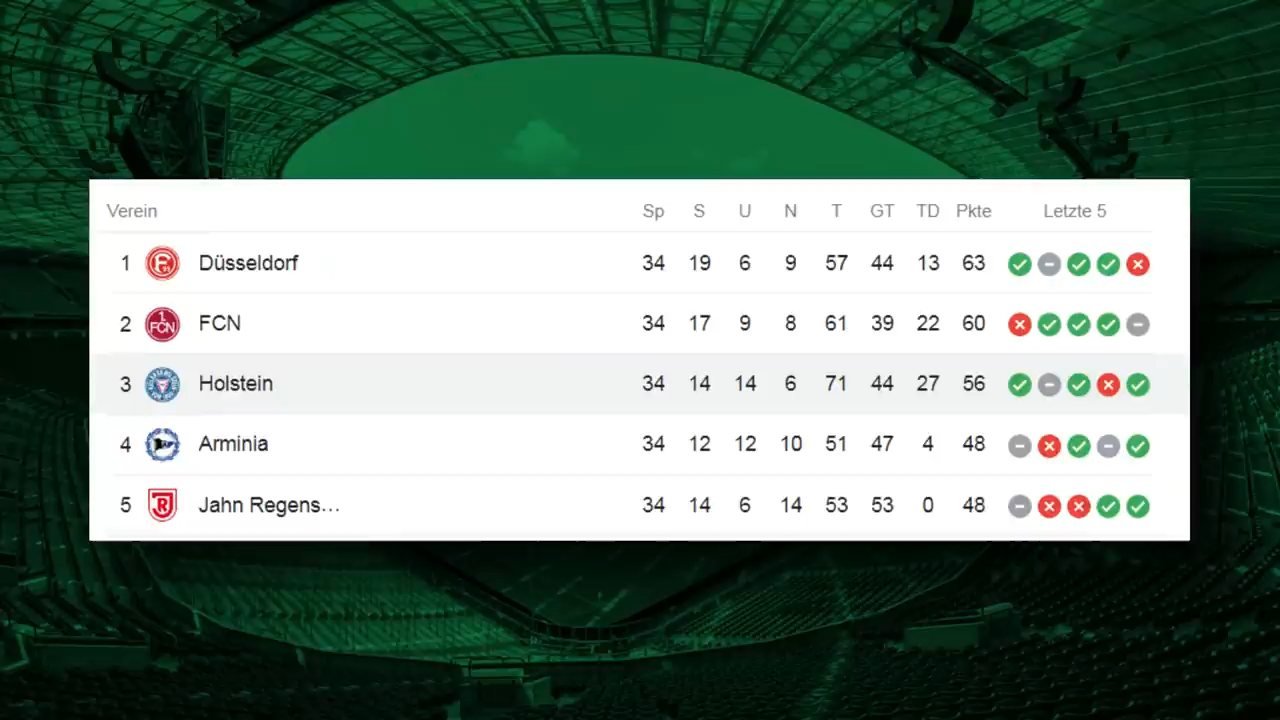 Verein Sp S U N T GT TD Pkte Letzte 5
1 Düsseldorf 34 19 6 9 57 44 13 63
2 1. FCN FCN 34 17 9 8 61 39 22 60
3 Holstein 34 14 14 6 71 44 27 56
4 Arminia 34 12 12 10 51 47 4 48
5 Jahn Regens... 34 14 6 14 53 53 0 48